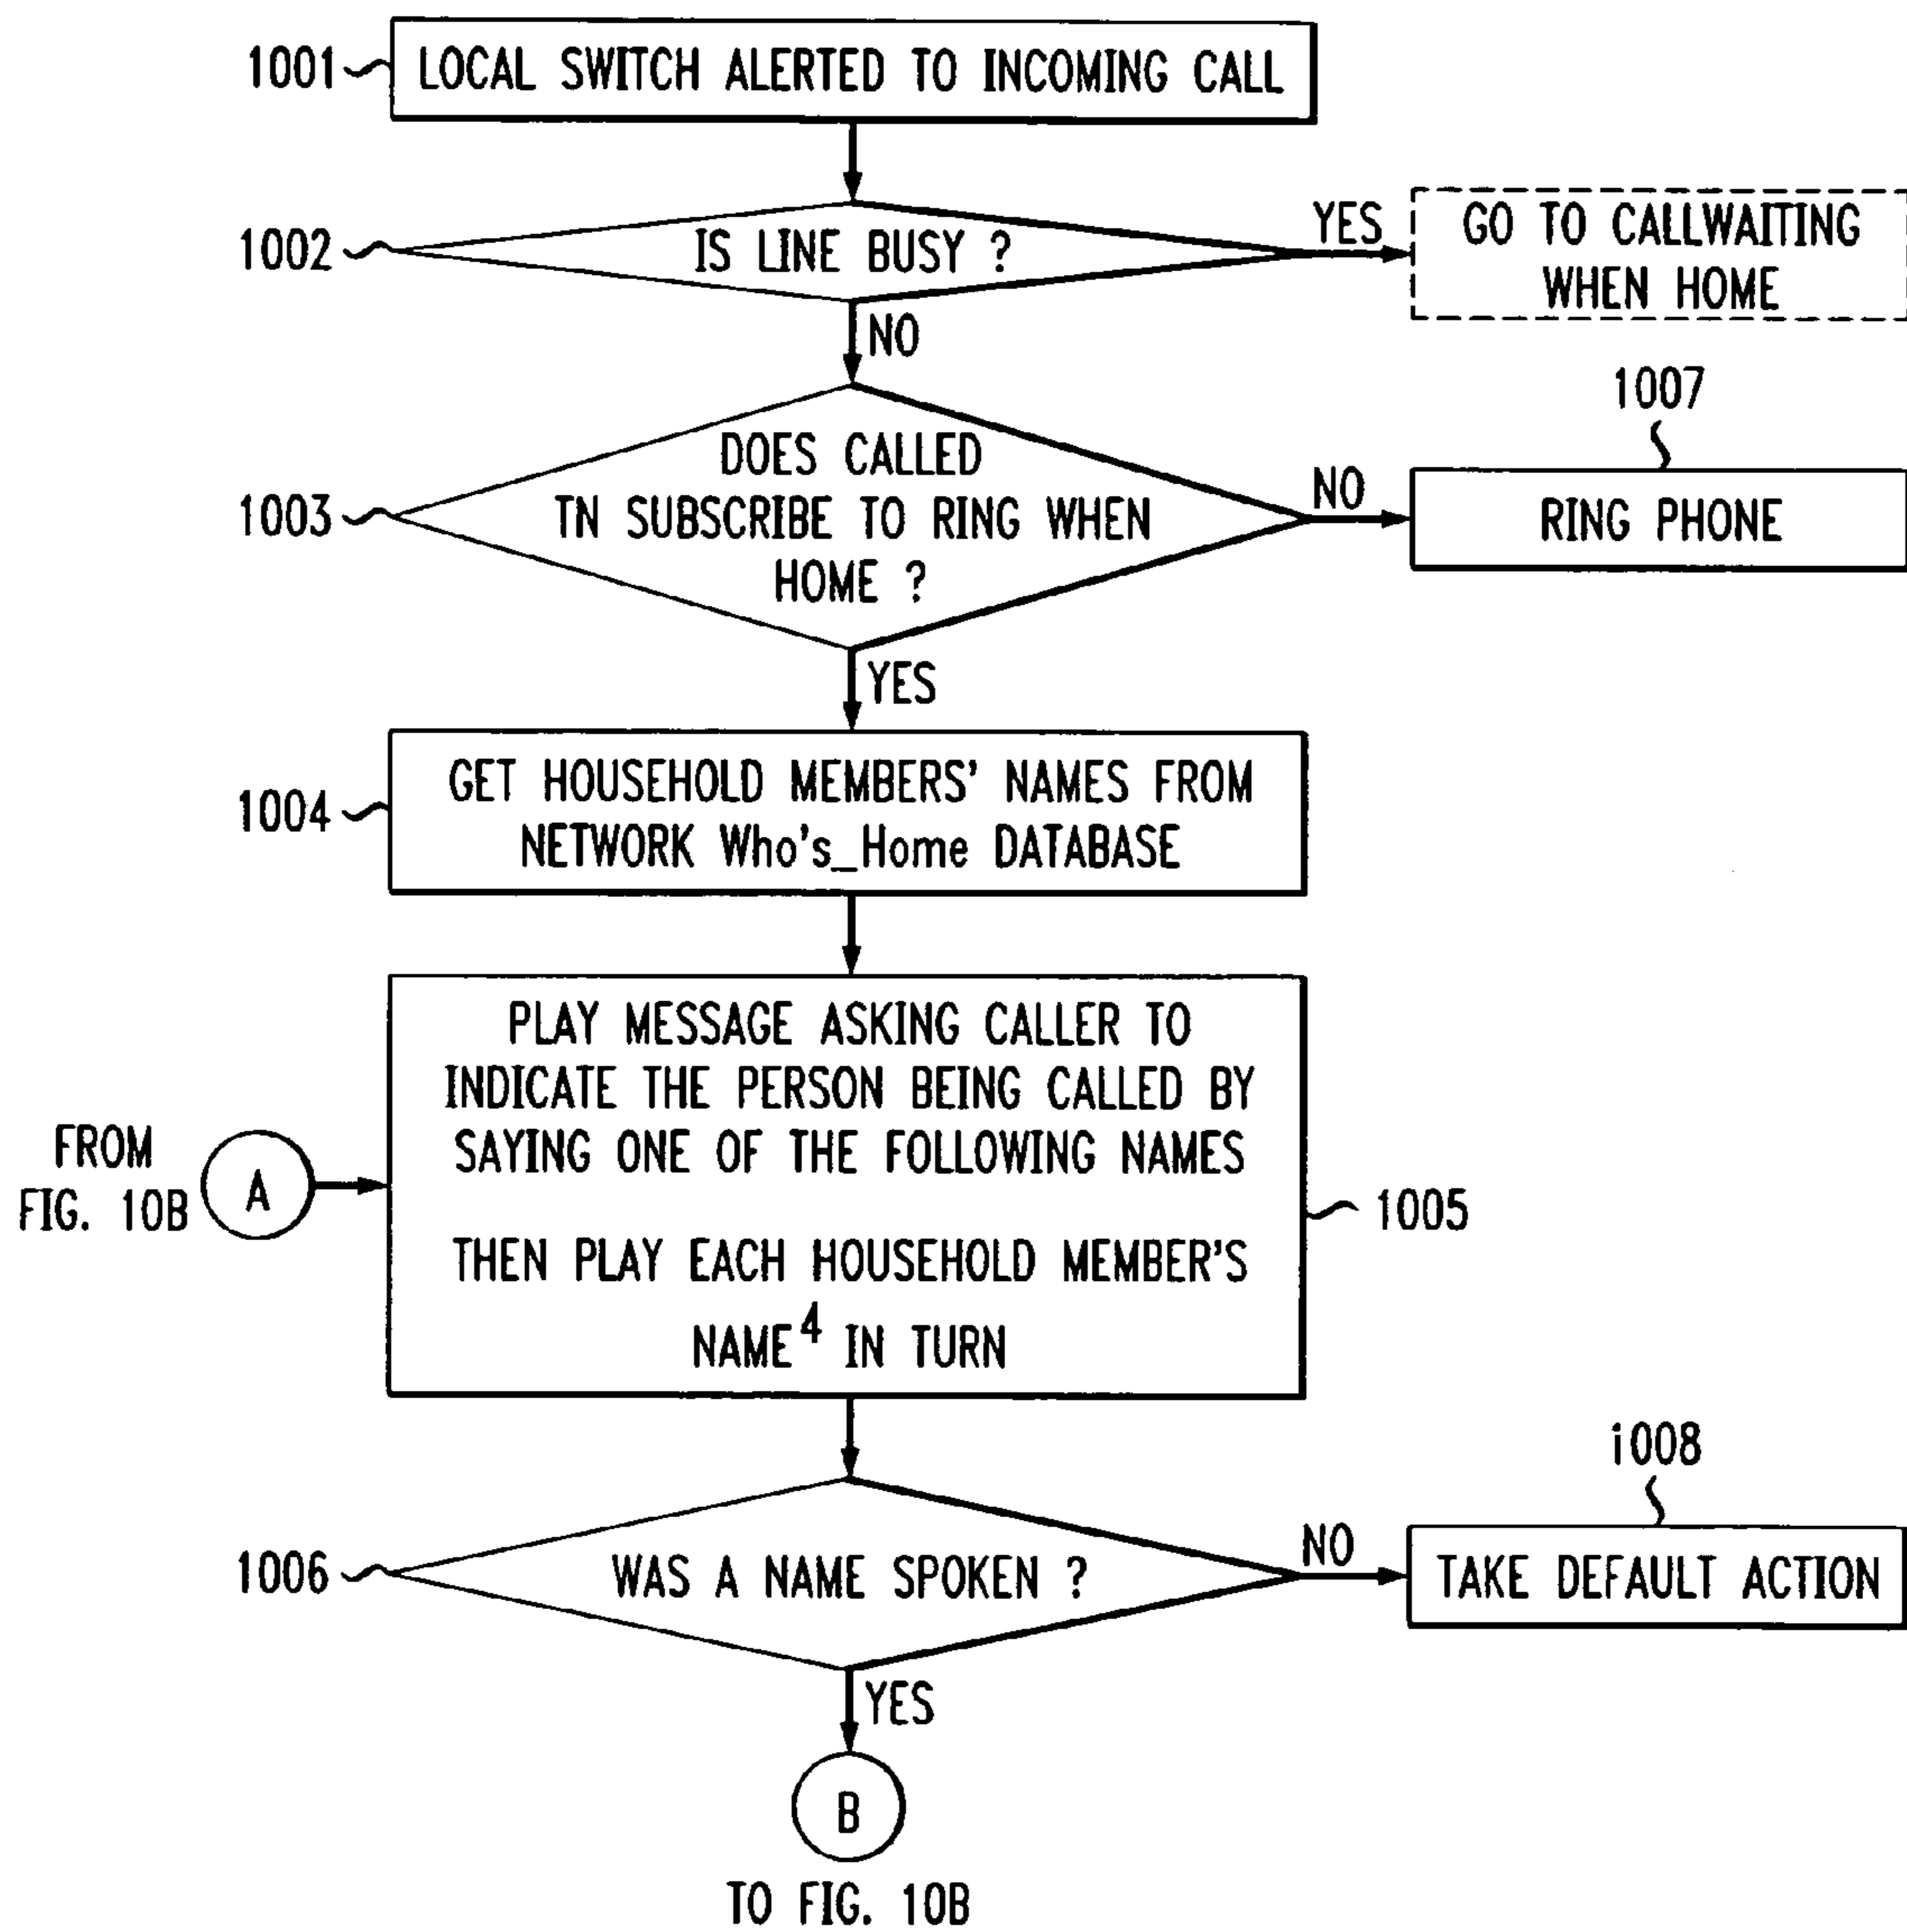 1001
LOCAL SWITCH ALERTED TO INCOMING CALL
1002
IS LINE BUSY ?
YES
GO TO CALLWAITING
WHEN HOME
NO
1003
DOES CALLED
TN SUBSCRIBE TO RING WHEN
HOME ?
NO
1007
RING PHONE
YES
1004
GET HOUSEHOLD MEMBERS' NAMES FROM
NETWORK Who's_Home DATABASE
FROM
FIG. 10B
A
PLAY MESSAGE ASKING CALLER TO
INDICATE THE PERSON BEING CALLED BY
SAYING ONE OF THE FOLLOWING NAMES
THEN PLAY EACH HOUSEHOLD MEMBER'S
NAME⁴ IN TURN
1005
1006
WAS A NAME SPOKEN ?
NO
i008
TAKE DEFAULT ACTION
YES
B
TO FIG. 10B